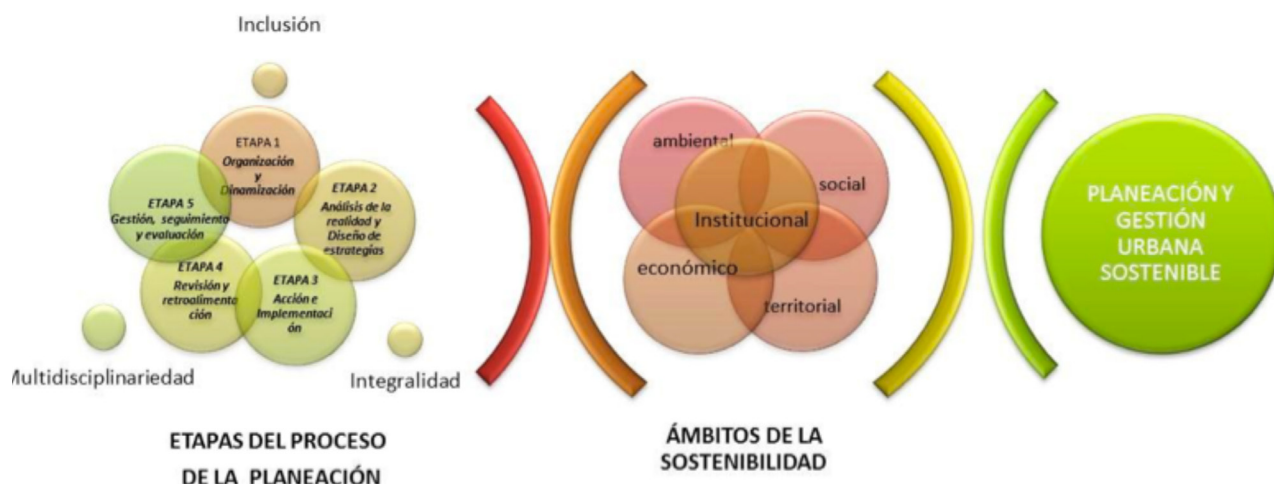 Inclusión
ETAPA 1
Organización
y
Dinamización
ETAPA 2
Análisis de la
realidad y
Diseño de
estrategias
ETAPA 3
Acción e
Implementaci
ón
ETAPA 4
Revisión y
retroalimenta
ción
ETAPA 5
Gestión, seguimiento
y evaluación
Multidisciplinariedad
Integralidad
ETAPAS DEL PROCESO
DE LA PLANEACIÓN
ambiental
social
Institucional
económico
territorial
ÁMBITOS DE LA
SOSTENIBILIDAD
PLANEACIÓN Y
GESTIÓN
URBANA
SOSTENIBLE